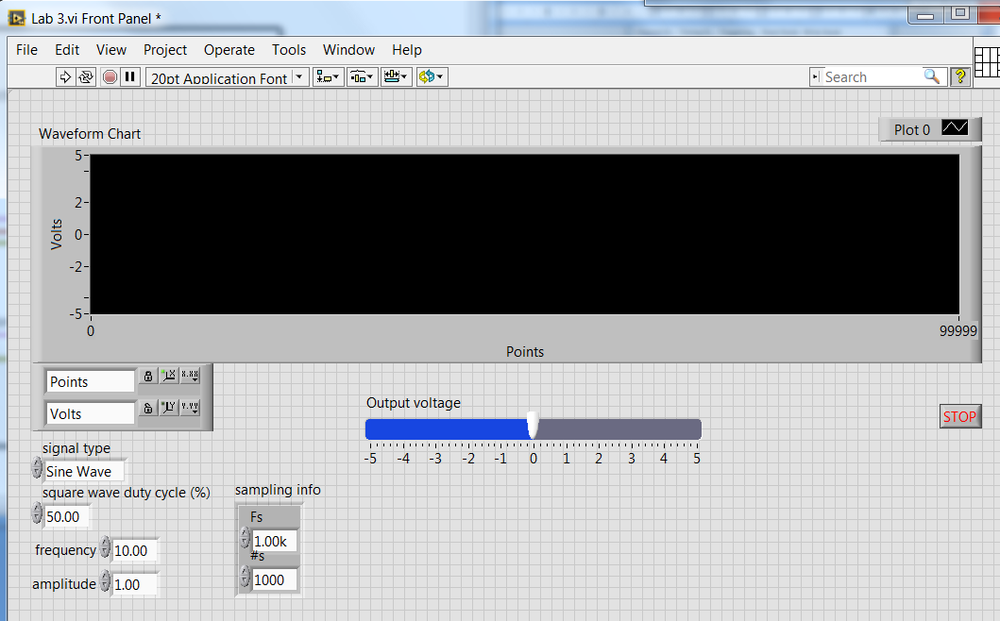 Lab 3.vi Front Panel *
File Edit View Project Operate Tools Window Help
20pt Application Font Search ?
Waveform Chart
Plot 0
5
2
0
-2
-5
Volts
0 99999
Points
Points X.XX
Volts Y.YY
Output voltage
-5 -4 -3 -2 -1 0 1 2 3 4 5
STOP
signal type
Sine Wave
square wave duty cycle (%)
50.00
frequency 10.00
amplitude 1.00
sampling info
Fs
1.00k
#s
1000